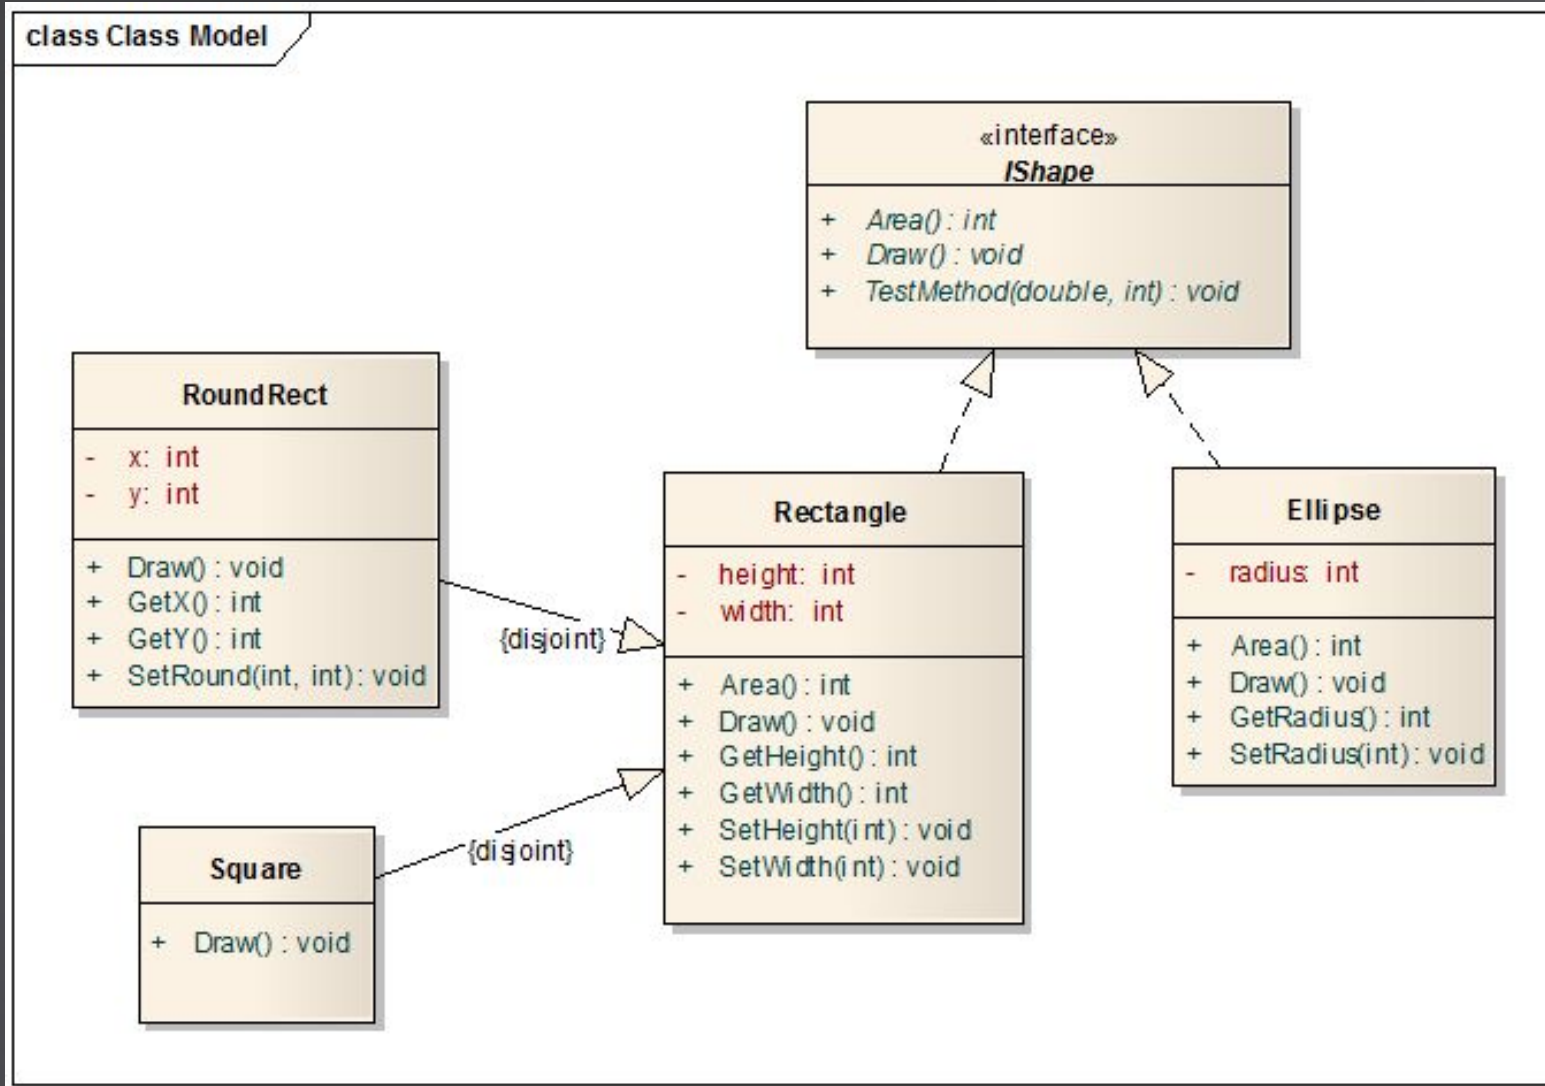 class Class Model
«interface»
IShape
+ Area() : int
+ Draw() : void
+ TestMethod(double, int) : void
RoundRect
- x: int
- y: int
+ Draw() : void
+ GetX() : int
+ GetY() : int
+ SetRound(int, int) : void
{disjoint}
Rectangle
- height: int
- width: int
+ Area() : int
+ Draw() : void
+ GetHeight() : int
+ GetWidth() : int
+ SetHeight(int) : void
+ SetWidth(int) : void
Ellipse
- radius: int
+ Area() : int
+ Draw() : void
+ GetRadius() : int
+ SetRadius(int) : void
{disjoint}
Square
+ Draw() : void